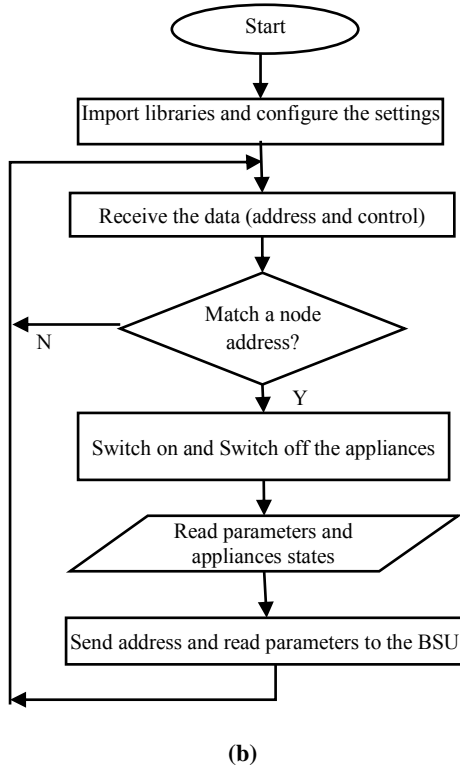 Start
Import libraries and configure the settings
Receive the data (address and control)
Match a node
address?
N
Y
Switch on and Switch off the appliances
Read parameters and
appliances states
Send address and read parameters to the BSU
(b)